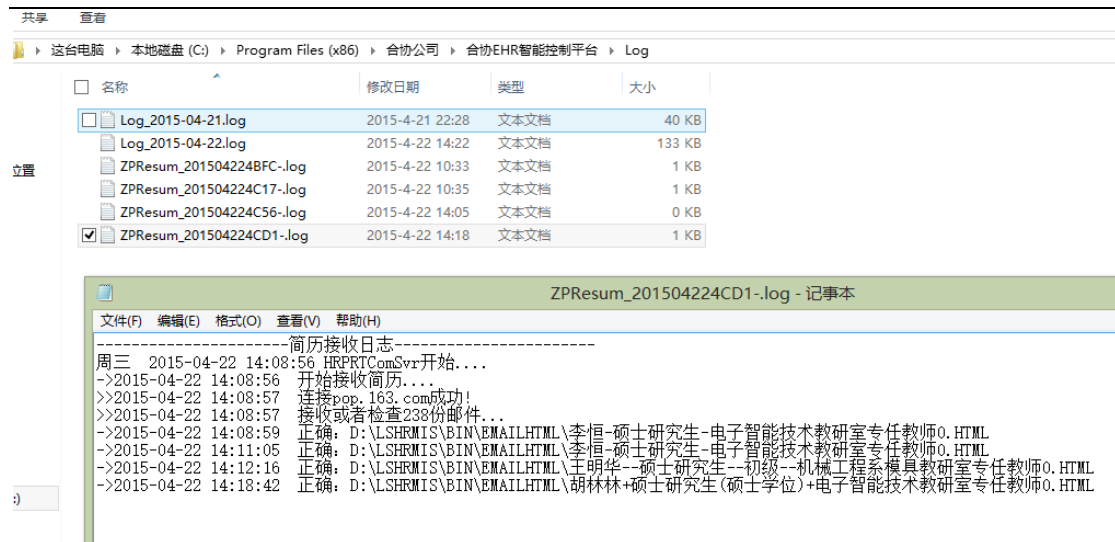 共享 查看
这台电脑 本地磁盘 (C:) Program Files (x86) 合协公司 合协EHR智能控制平台 Log
名称 修改日期 类型 大小
Log_2015-04-21.log 2015-4-21 22:28 文本文档 40 KB
Log_2015-04-22.log 2015-4-22 14:22 文本文档 133 KB
位置
ZPResum_201504224BFC-.log 2015-4-22 10:33 文本文档 1 KB
ZPResum_201504224C17-.log 2015-4-22 10:35 文本文档 1 KB
ZPResum_201504224C56-.log 2015-4-22 14:05 文本文档 0 KB
ZPResum_201504224CD1-.log 2015-4-22 14:18 文本文档 1 KB
ZPResum_201504224CD1-.log - 记事本
文件(F) 编辑(E) 格式(O) 查看(V) 帮助(H)
----------------------简历接收日志-----------------------
周三 2015-04-22 14:08:56 HRPRTComSvr开始....
->2015-04-22 14:08:56 开始接收简历....
>>2015-04-22 14:08:57 连接pop.163.com成功!
>>2015-04-22 14:08:57 接收或者检查238份邮件...
->2015-04-22 14:08:59 正确: D:\LSHRMIS\BIN\EMAILHTML\李恒-硕士研究生-电子智能技术教研室专任教师0.HTML
->2015-04-22 14:11:05 正确: D:\LSHRMIS\BIN\EMAILHTML\李恒-硕士研究生-电子智能技术教研室专任教师0.HTML
->2015-04-22 14:12:16 正确: D:\LSHRMIS\BIN\EMAILHTML\王明华--硕士研究生--初级--机械工程系模具教研室专任教师0.HTML
->2015-04-22 14:18:42 正确: D:\LSHRMIS\BIN\EMAILHTML\胡林林+硕士研究生(硕士学位)+电子智能技术教研室专任教师0.HTML
:)